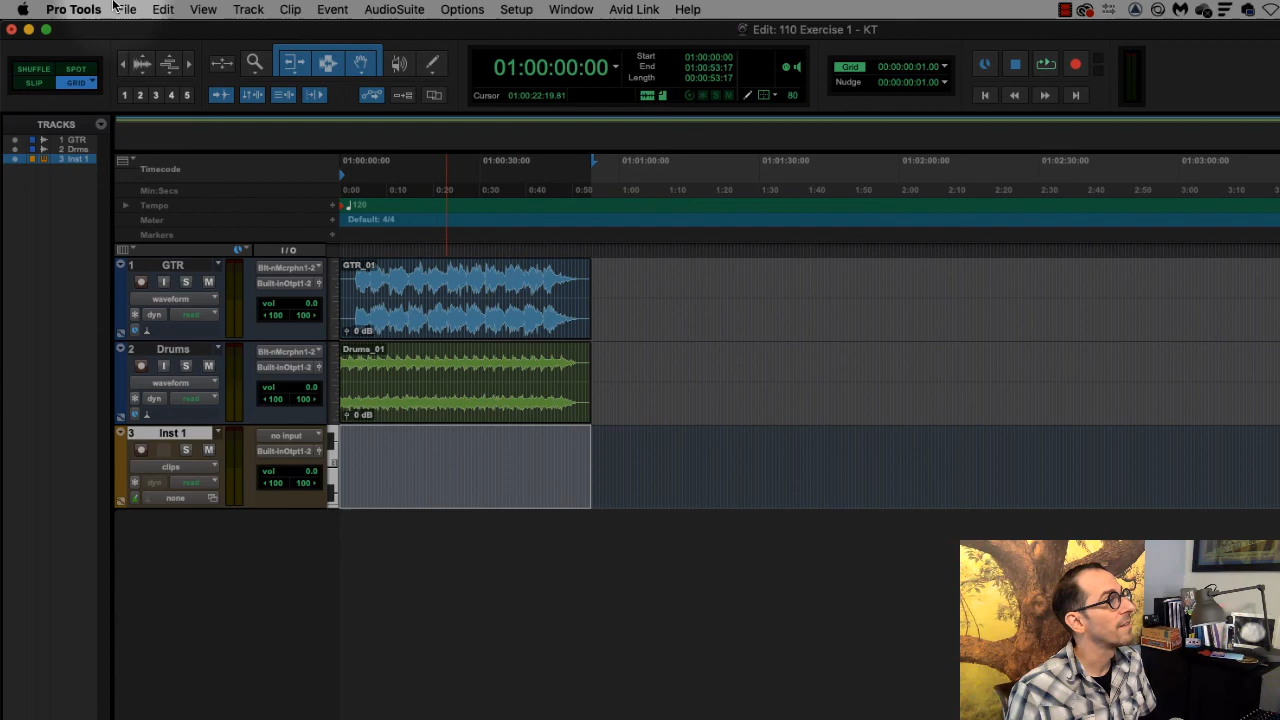 Pro Tools File Edit View Track Clip Event AudioSuite Options Setup Window Avid Link Help
Edit: 110 Exercise 1 - KT
SHUFFLE SPOT
SLIP GRID
1 2 3 4 5
01:00:00:00
Start 01:00:00:00
End 01:00:53:17
Length 00:00:53:17
Cursor 01:00:22:19.81
80
Grid 00:00:00:01.00
Nudge 00:00:00:01.00
TRACKS
1 GTR
2 Drms
3 Inst 1
Timecode
01:00:00:00 01:00:30:00 01:01:00:00 01:01:30:00 01:02:00:00 01:02:30:00 01:03:00:00
Min:Secs
0:00 0:10 0:20 0:30 0:40 0:50 1:00 1:10 1:20 1:30 1:40 1:50 2:00 2:10 2:20 2:30 2:40 2:50 3:00 3:10
Tempo
120
Meter
Default: 4/4
Markers
I / O
1 GTR
I S M
waveform
dyn read
Blt-nMcrphn1-2
Built-inOtpt1-2
vol 0.0
100 100
GTR_01
0 dB
2 Drums
I S M
waveform
dyn read
Blt-nMcrphn1-2
Built-inOtpt1-2
vol 0.0
100 100
Drums_01
0 dB
3 Inst 1
S M
clips
dyn read
none
no input
Built-inOtpt1-2
vol 0.0
100 100